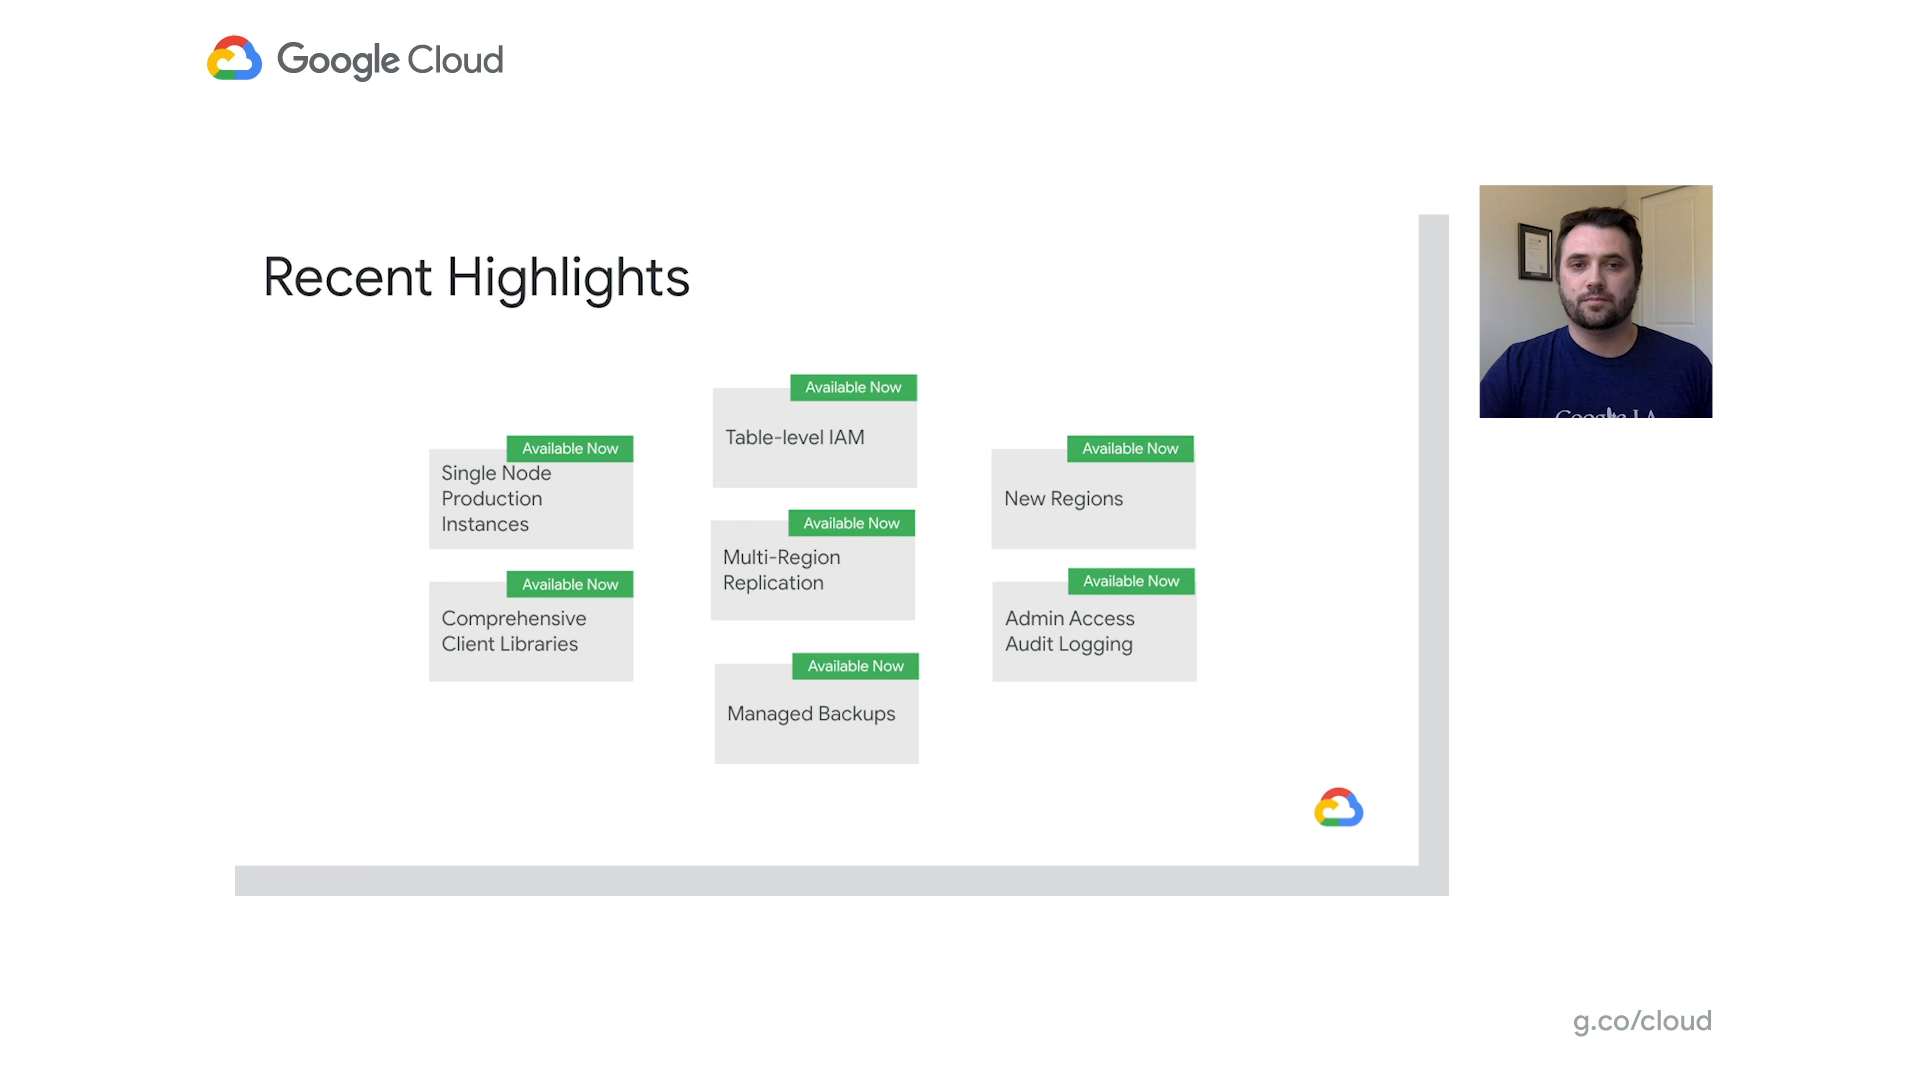 Google Cloud
Recent Highlights
Available Now
Single Node
Production
Instances
Available Now
Comprehensive
Client Libraries
Available Now
Table-level IAM
Available Now
Multi-Region
Replication
Available Now
Managed Backups
Available Now
New Regions
Available Now
Admin Access
Audit Logging
Google LA
g.co/cloud